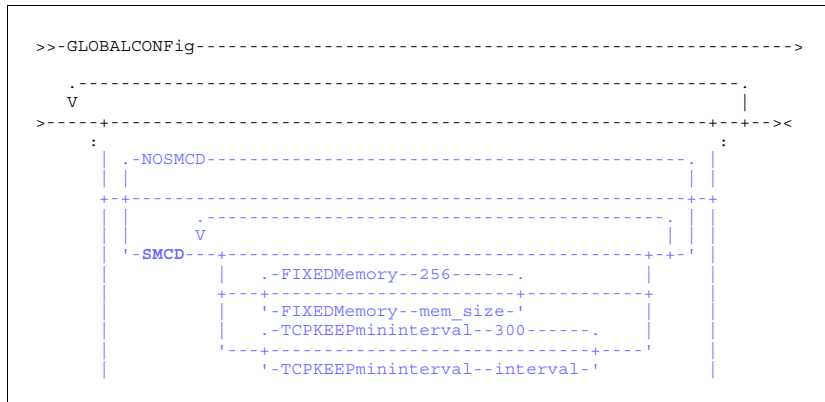 >>-GLOBALCONFig-------------------------------------------------------->
   .--------------------------------------------------------------.
   V                                                              |
>-----+--------------------------------------------------------+--+--><
     :                                                          :
      | .-NOSMCD---------------------------------------------. |
      | |                                                    | |
      +-+----------------------------------------------------+-+
      | |       .-------------------------------------------. | |
      | |       V                                           | | |
      | '-SMCD---+---------------------------------------+-+-' |
      |          |   .-FIXEDMemory--256------.           |     |
      |          +---+-----------------------+-----------+     |
      |          |   '-FIXEDMemory--mem_size-'           |     |
      |          |   .-TCPKEEPmininterval--300------.    |     |
      |          '---+------------------------------+----'     |
      |              '-TCPKEEPmininterval--interval-'          |